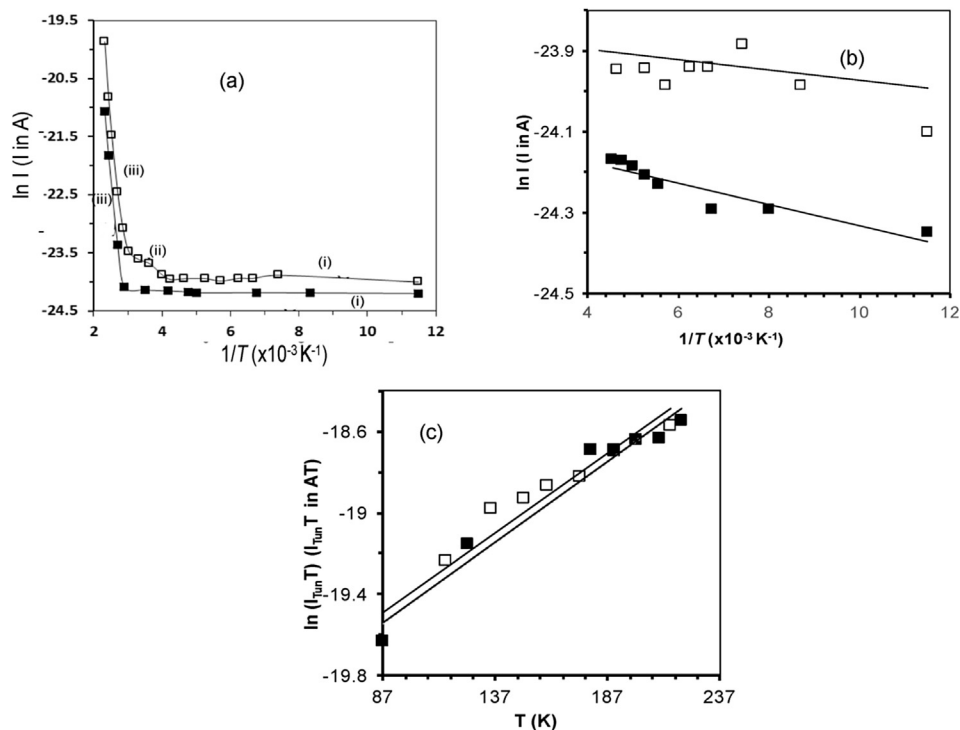 -19.5
-20.5
-21.5
-22.5
-23.5
-24.5
ln I (I in A)
(a)
(iii)
(iii)
(ii)
(i)
(i)
2 4 6 8 10 12
1/T (x10-3 K-1)
-23.9
-24.1
-24.3
-24.5
ln I (I in A)
(b)
4 6 8 10 12
1/T (x10-3 K-1)
-18.6
-19
-19.4
-19.8
ln (ITunT) (ITunT in AT)
(c)
87 137 187 237
T (K)